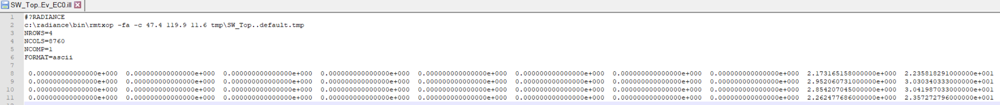 SW_Top..Ev_EC0.ill
1 #?RADIANCE
2 c:\radiance\bin\rmtxop -fa -c 47.4 119.9 11.6 tmp\SW_Top..default.tmp
3 NROWS=4
4 NCOLS=8760
5 NCOMP=1
6 FORMAT=ascii
7
8 0.000000000000000e+000 0.000000000000000e+000 0.000000000000000e+000 0.000000000000000e+000 0.000000000000000e+000 0.000000000000000e+000 0.000000000000000e+000 0.000000000000000e+000 2.173165158000000e+000 2.235818291000000e+001
9 0.000000000000000e+000 0.000000000000000e+000 0.000000000000000e+000 0.000000000000000e+000 0.000000000000000e+000 0.000000000000000e+000 0.000000000000000e+000 0.000000000000000e+000 2.952060731000000e+000 3.030340333000000e+001
10 0.000000000000000e+000 0.000000000000000e+000 0.000000000000000e+000 0.000000000000000e+000 0.000000000000000e+000 0.000000000000000e+000 0.000000000000000e+000 0.000000000000000e+000 2.854207045000000e+000 3.041987033000000e+001
11 0.000000000000000e+000 0.000000000000000e+000 0.000000000000000e+000 0.000000000000000e+000 0.000000000000000e+000 0.000000000000000e+000 0.000000000000000e+000 0.000000000000000e+000 2.262477686000000e+000 2.357272796000000e+001